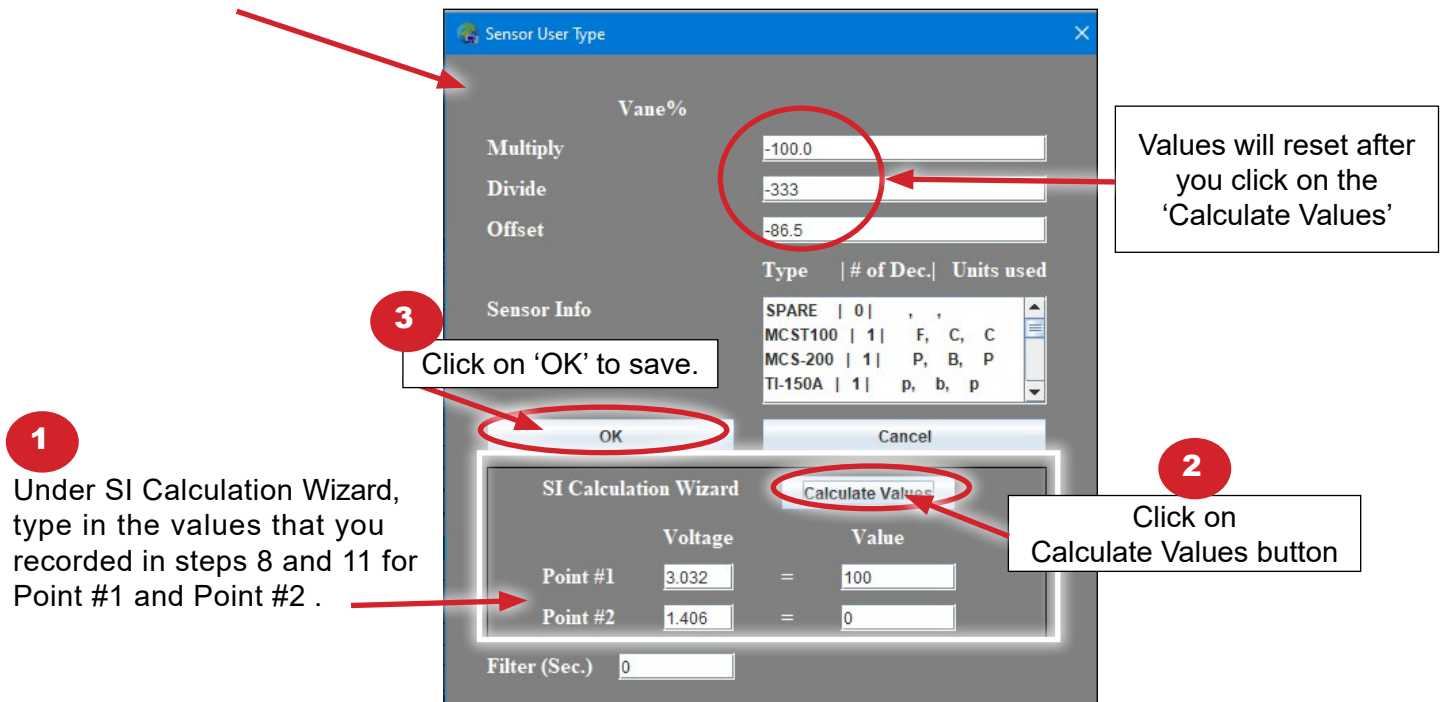 Sensor User Type
Vane%
Multiply -100.0
Divide -333
Offset -86.5
Values will reset after
you click on the
‘Calculate Values’
Type | # of Dec.| Units used
Sensor Info
SPARE | 0| , ,
MCST100 | 1| F, C, C
MCS-200 | 1| P, B, P
TI-150A | 1| p, b, p
3
Click on ‘OK’ to save.
OK Cancel
1
Under SI Calculation Wizard,
type in the values that you
recorded in steps 8 and 11 for
Point #1 and Point #2 .
SI Calculation Wizard Calculate Values
2
Click on
Calculate Values button
Voltage Value
Point #1 3.032 = 100
Point #2 1.406 = 0
Filter (Sec.) 0